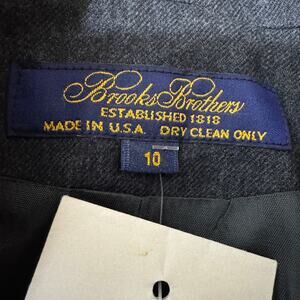 Brooks Brothers
ESTABLISHED 1818
MADE IN U.S.A. DRY CLEAN ONLY
10